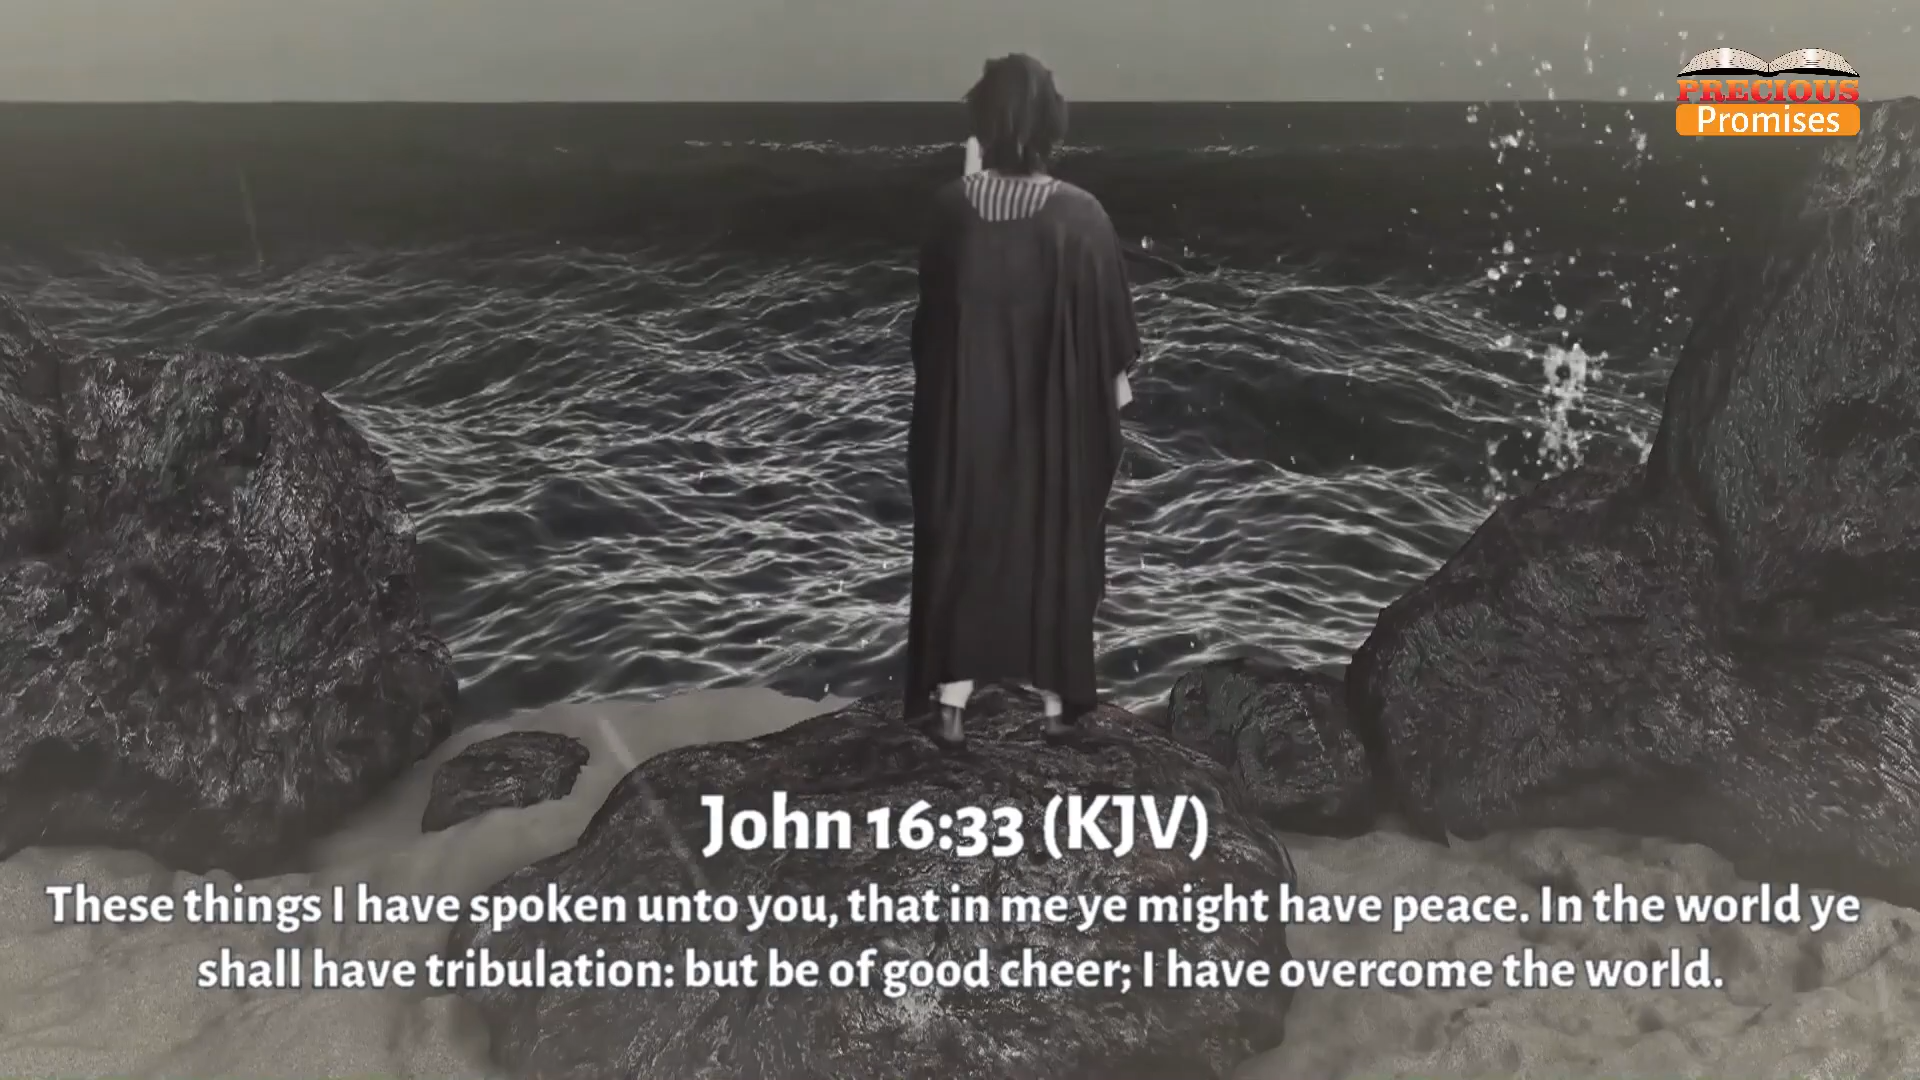 PRECIOUS
Promises
John 16:33 (KJV)
These things I have spoken unto you, that in me ye might have peace. In the world ye
shall have tribulation: but be of good cheer; I have overcome the world.